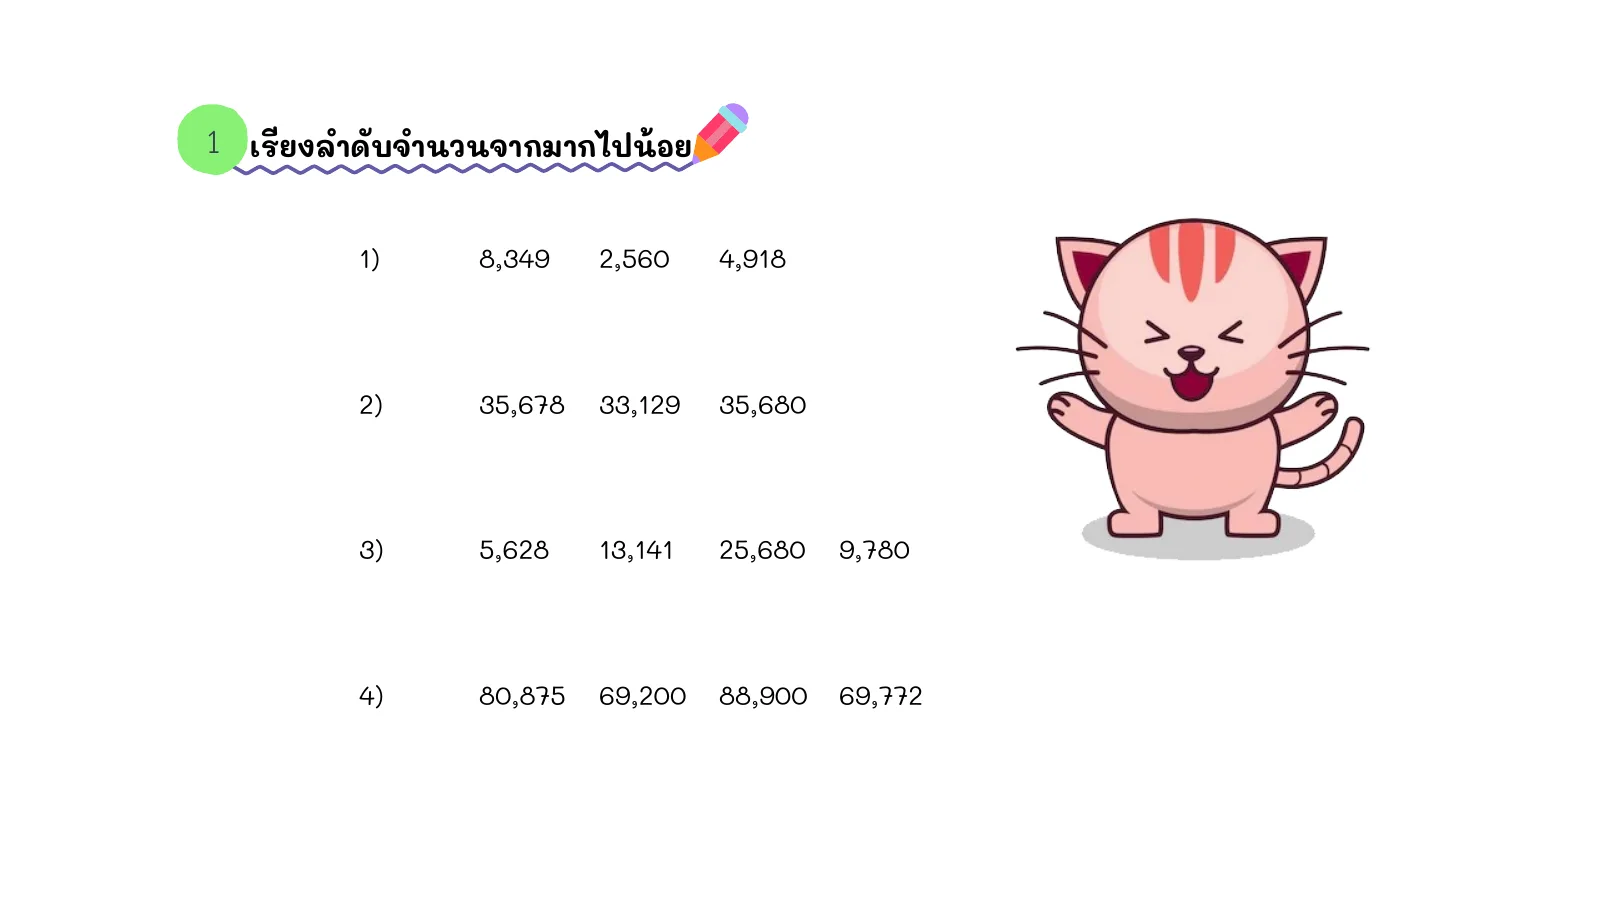 1 เรียงลำดับจำนวนจากมากไปน้อย
1) 8,349 2,560 4,918
2) 35,678 33,129 35,680
3) 5,628 13,141 25,680 9,780
4) 80,875 69,200 88,900 69,772